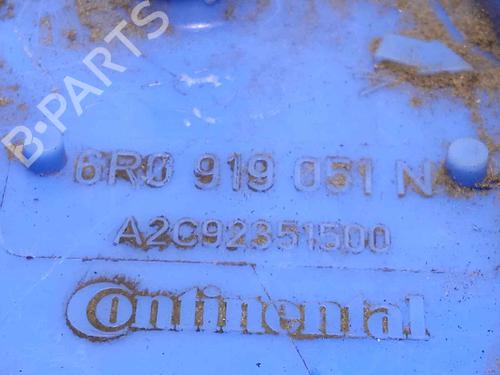 B-PARTS
6R0 919 051 N
A2C92351500
Continental